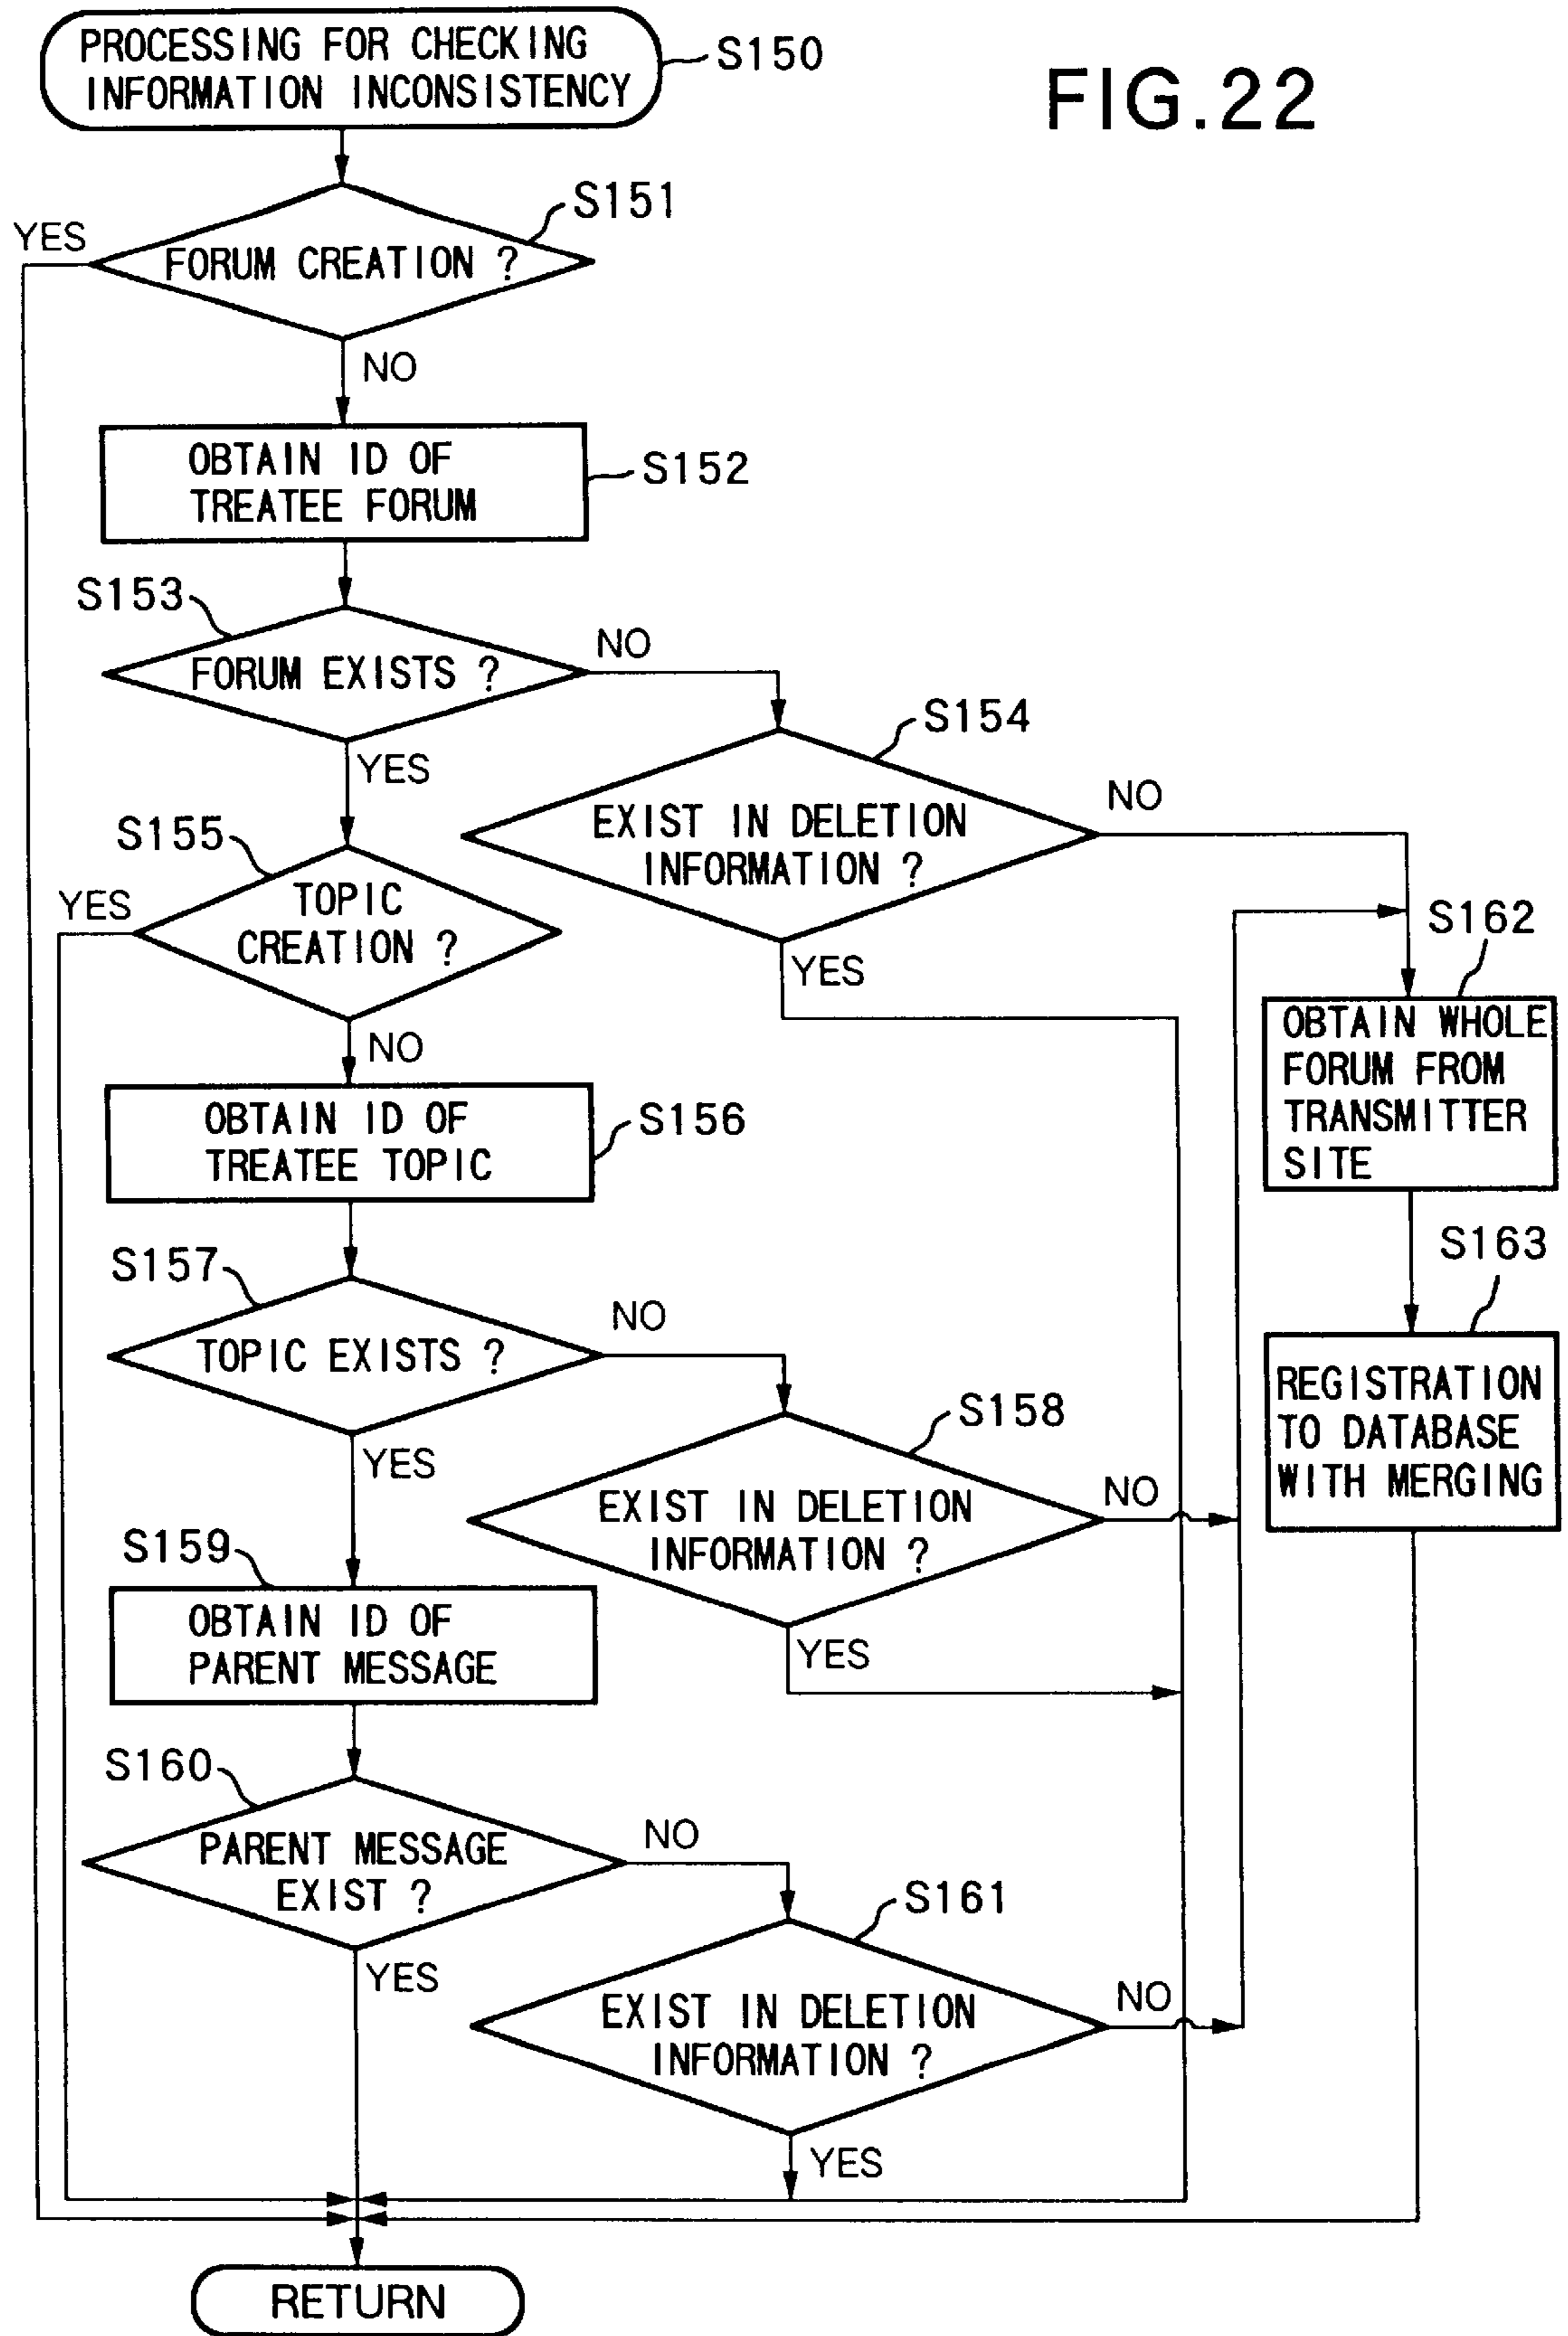 PROCESSING FOR CHECKING
INFORMATION INCONSISTENCY
S150
FIG.22
S151
YES
FORUM CREATION ?
NO
OBTAIN ID OF
TREATEE FORUM
S152
S153
FORUM EXISTS ?
NO
YES
S154
EXIST IN DELETION
INFORMATION ?
NO
YES
S155
YES
TOPIC
CREATION ?
NO
S162
OBTAIN WHOLE
FORUM FROM
TRANSMITTER
SITE
OBTAIN ID OF
TREATEE TOPIC
S156
S157
TOPIC EXISTS ?
NO
YES
S163
REGISTRATION
TO DATABASE
WITH MERGING
S158
EXIST IN DELETION
INFORMATION ?
NO
YES
S159
OBTAIN ID OF
PARENT MESSAGE
S160
PARENT MESSAGE
EXIST ?
NO
YES
S161
EXIST IN DELETION
INFORMATION ?
NO
YES
RETURN